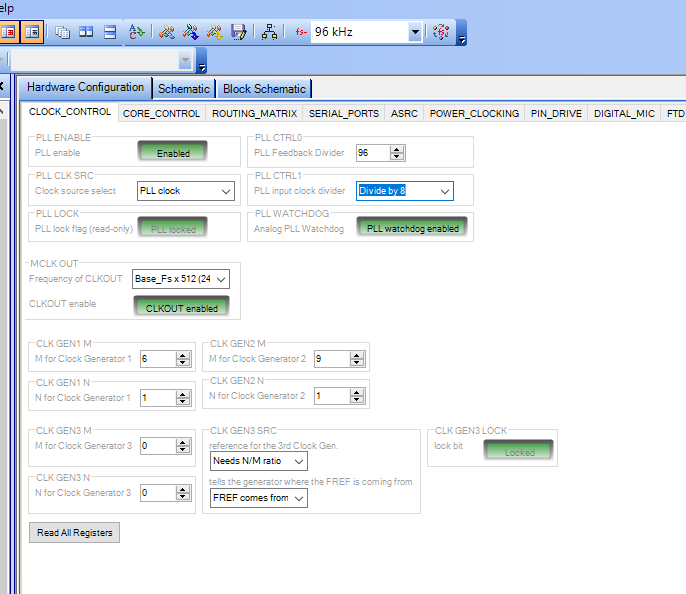 elp
fs- 96 kHz
Hardware Configuration Schematic Block Schematic
CLOCK_CONTROL CORE_CONTROL ROUTING_MATRIX SERIAL_PORTS ASRC POWER_CLOCKING PIN_DRIVE DIGITAL_MIC FTD
PLL ENABLE
PLL enable Enabled
PLL CTRL0
PLL Feedback Divider 96
PLL CLK SRC
Clock source select PLL clock
PLL CTRL1
PLL input clock divider Divide by 8
PLL LOCK
PLL lock flag (read-only) PLL locked
PLL WATCHDOG
Analog PLL Watchdog PLL watchdog enabled
MCLK OUT
Frequency of CLKOUT Base_Fs x 512 (24
CLKOUT enable CLKOUT enabled
CLK GEN1 M
M for Clock Generator 1 6
CLK GEN2 M
M for Clock Generator 2 9
CLK GEN1 N
N for Clock Generator 1 1
CLK GEN2 N
N for Clock Generator 2 1
CLK GEN3 M
M for Clock Generator 3 0
CLK GEN3 SRC
reference for the 3rd Clock Gen.
Needs N/M ratio
CLK GEN3 LOCK
lock bit Locked
CLK GEN3 N
N for Clock Generator 3 0
tells the generator where the FREF is coming from
FREF comes from
Read All Registers